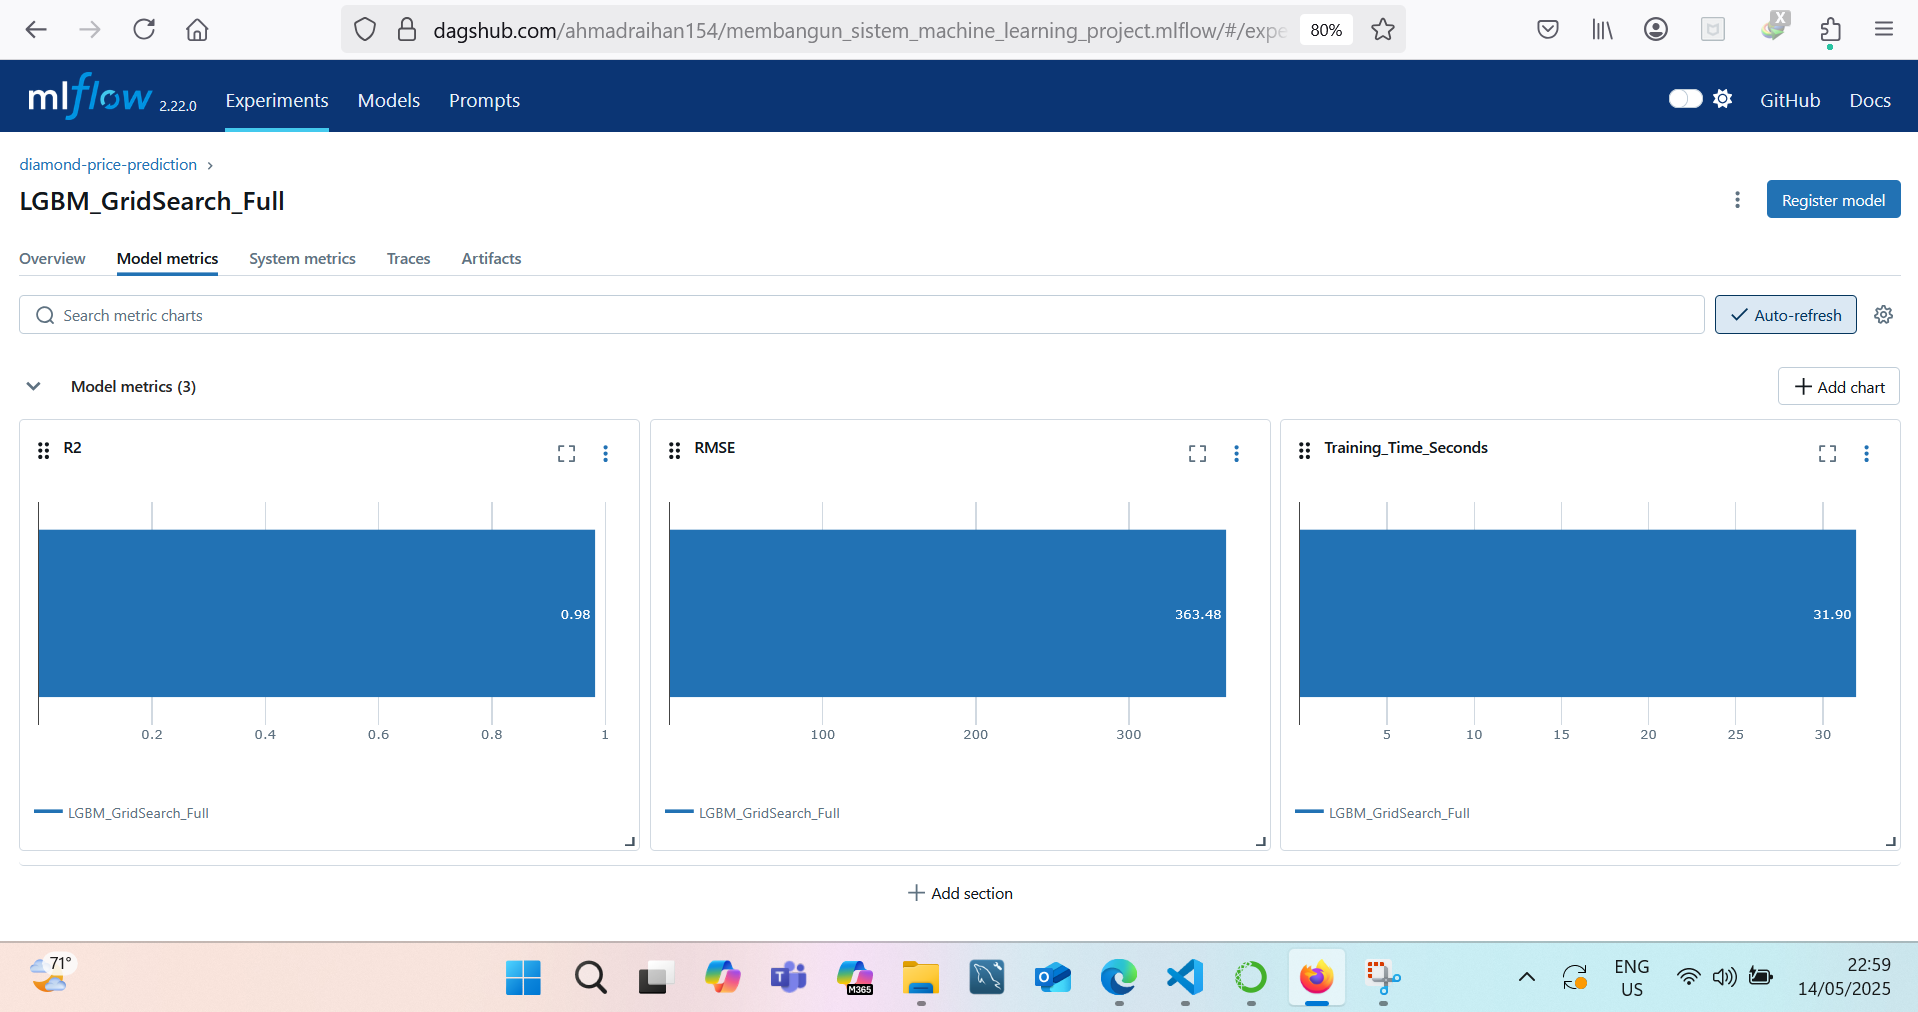 dagshub.com/ahmadraihan154/membangun_sistem_machine_learning_project.mlflow/#/expe
80%
mlflow 2.22.0
Experiments
Models
Prompts
GitHub
Docs
diamond-price-prediction ›
LGBM_GridSearch_Full
Register model
Overview
Model metrics
System metrics
Traces
Artifacts
Search metric charts
Auto-refresh
Model metrics (3)
Add chart
R2
0.98
0.2 0.4 0.6 0.8 1
LGBM_GridSearch_Full
RMSE
363.48
100 200 300
LGBM_GridSearch_Full
Training_Time_Seconds
31.90
5 10 15 20 25 30
LGBM_GridSearch_Full
Add section
71°
M365
ENG
US
22:59
14/05/2025